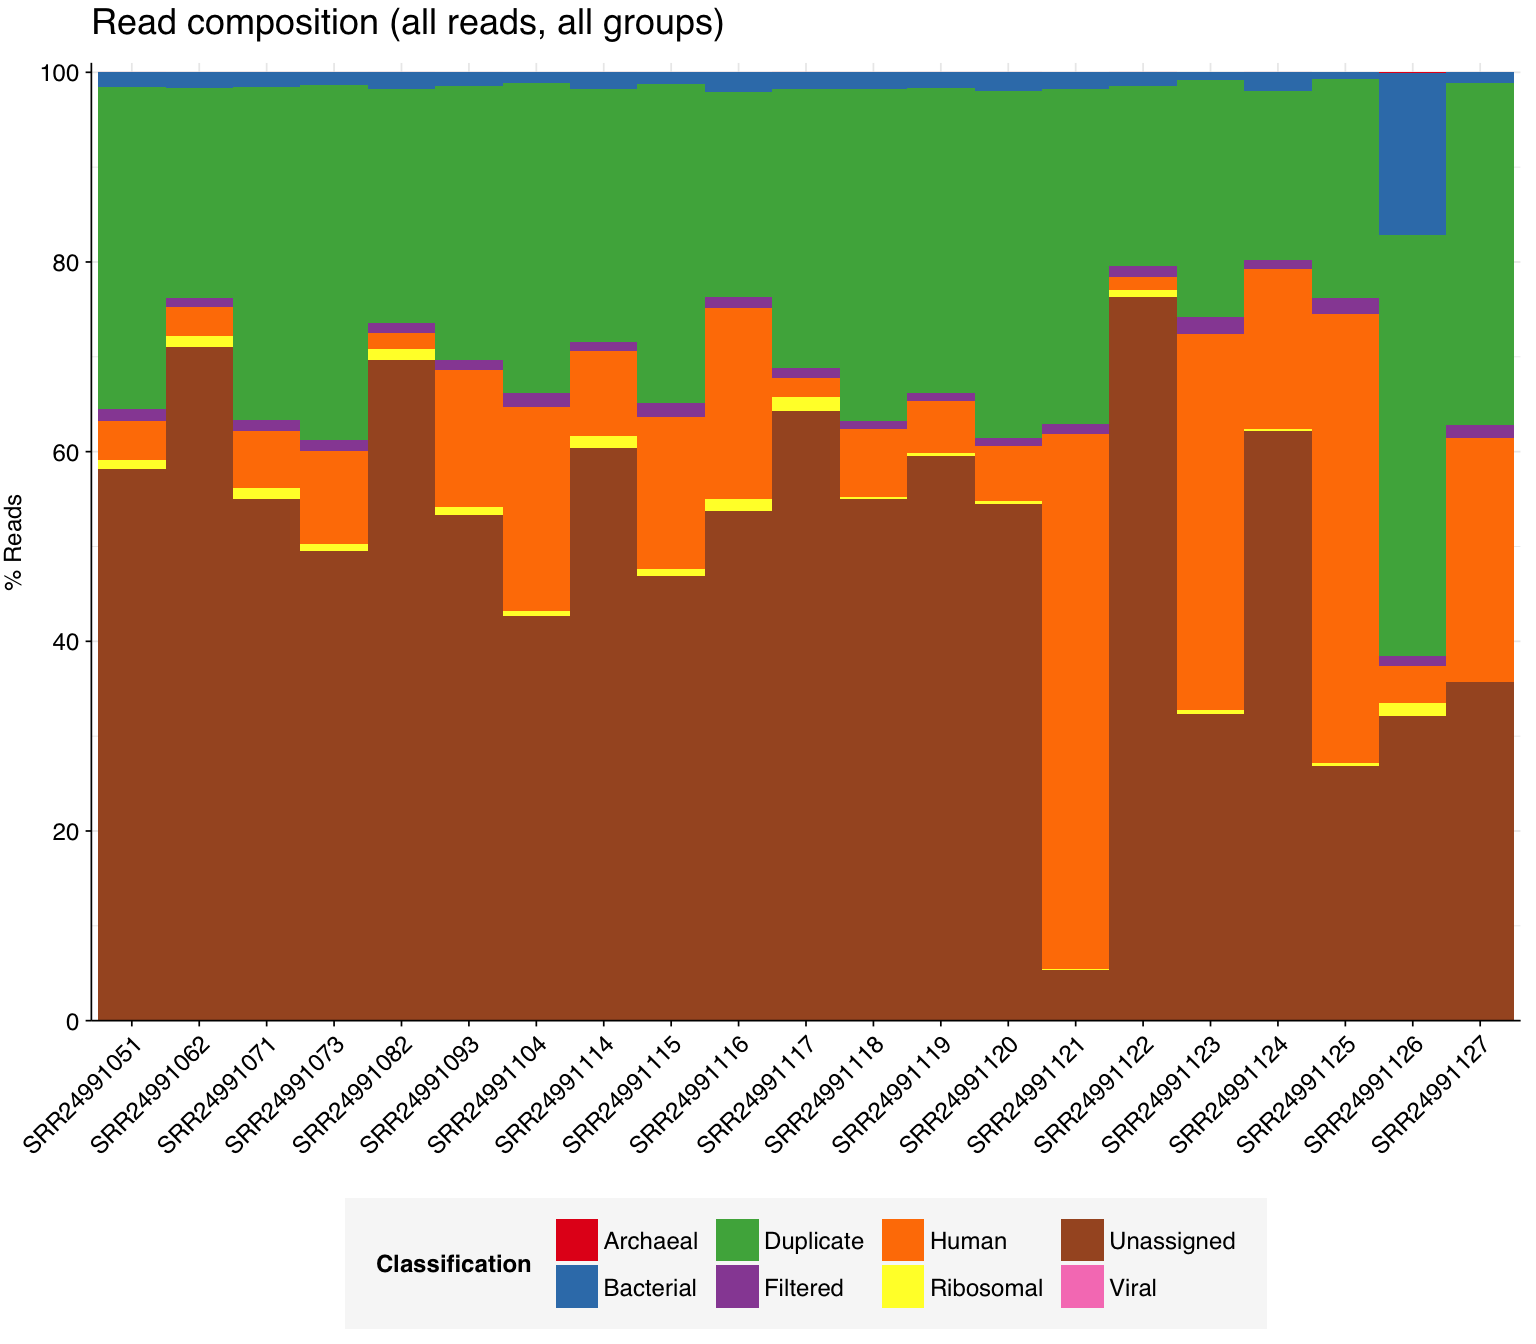 Read composition (all reads, all groups)
100
80
60
40
20
0
% Reads
SRR24991051
SRR24991062
SRR24991071
SRR24991073
SRR24991082
SRR24991093
SRR24991104
SRR24991114
SRR24991115
SRR24991116
SRR24991117
SRR24991118
SRR24991119
SRR24991120
SRR24991121
SRR24991122
SRR24991123
SRR24991124
SRR24991125
SRR24991126
SRR24991127
Classification
Archaeal
Duplicate
Human
Unassigned
Bacterial
Filtered
Ribosomal
Viral